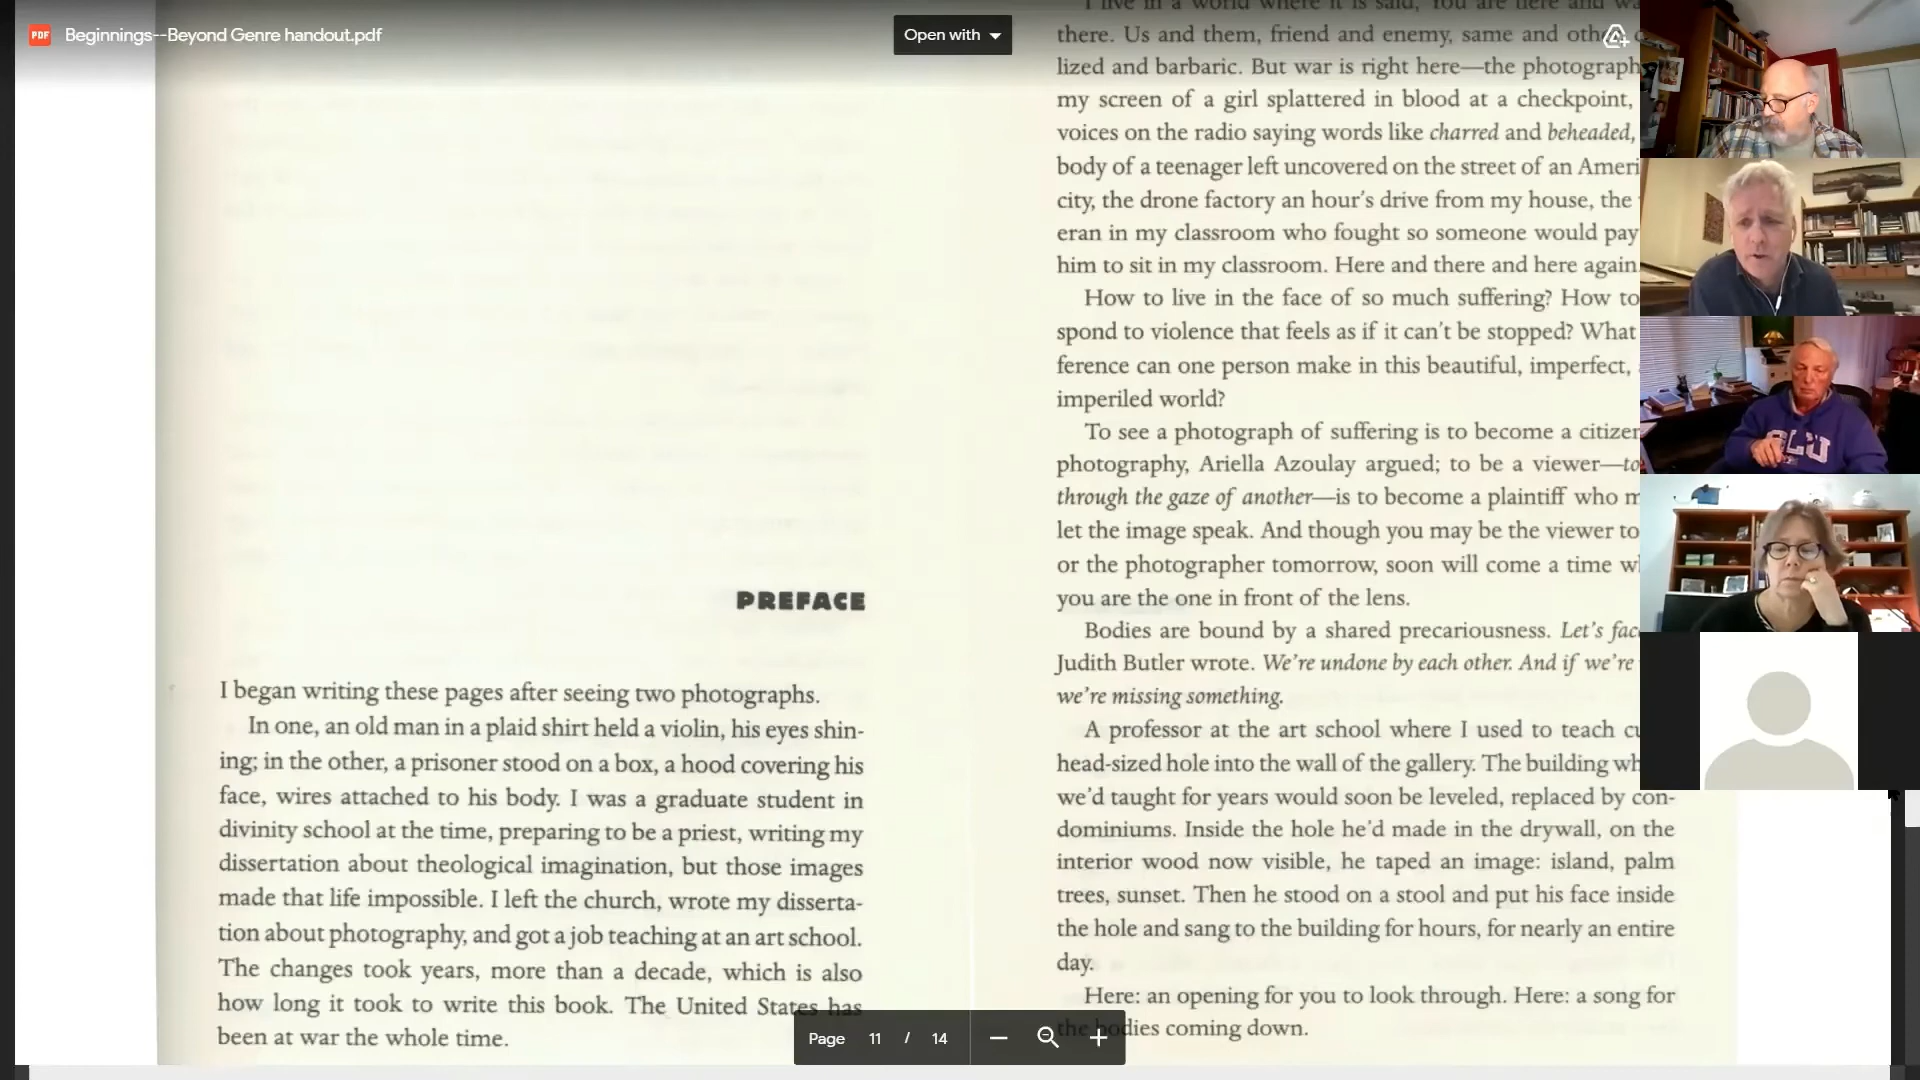 PDF
Beginnings--Beyond Genre handout.pdf
Open with
PREFACE
I began writing these pages after seeing two photographs.
In one, an old man in a plaid shirt held a violin, his eyes shin-
ing; in the other, a prisoner stood on a box, a hood covering his
face, wires attached to his body. I was a graduate student in
divinity school at the time, preparing to be a priest, writing my
dissertation about theological imagination, but those images
made that life impossible. I left the church, wrote my disserta-
tion about photography, and got a job teaching at an art school.
The changes took years, more than a decade, which is also
how long it took to write this book. The United States has
been at war the whole time.
I live in a world where it is said, You are here and
there. Us and them, friend and enemy, same and
lized and barbaric. But war is right here—the photograph
my screen of a girl splattered in blood at a checkpoint,
voices on the radio saying words like charred and beheaded,
body of a teenager left uncovered on the street of an Ameri
city, the drone factory an hour's drive from my house, the
eran in my classroom who fought so someone would pay
him to sit in my classroom. Here and there and here again
How to live in the face of so much suffering? How to
spond to violence that feels as if it can't be stopped? What
ference can one person make in this beautiful, imperfect,
imperiled world?
To see a photograph of suffering is to become a citizen
photography, Ariella Azoulay argued; to be a viewer—to
through the gaze of another—is to become a plaintiff who
let the image speak. And though you may be the viewer to
or the photographer tomorrow, soon will come a time
you are the one in front of the lens.
Bodies are bound by a shared precariousness. Let's fac
Judith Butler wrote. We're undone by each other. And if we're
we're missing something.
A professor at the art school where I used to teach
head-sized hole into the wall of the gallery. The building
we'd taught for years would soon be leveled, replaced by con-
dominiums. Inside the hole he'd made in the drywall, on the
interior wood now visible, he taped an image: island, palm
trees, sunset. Then he stood on a stool and put his face inside
the hole and sang to the building for hours, for nearly an entire
day.
Here: an opening for you to look through. Here: a song for
the bodies coming down.
Page 11 / 14
SLU